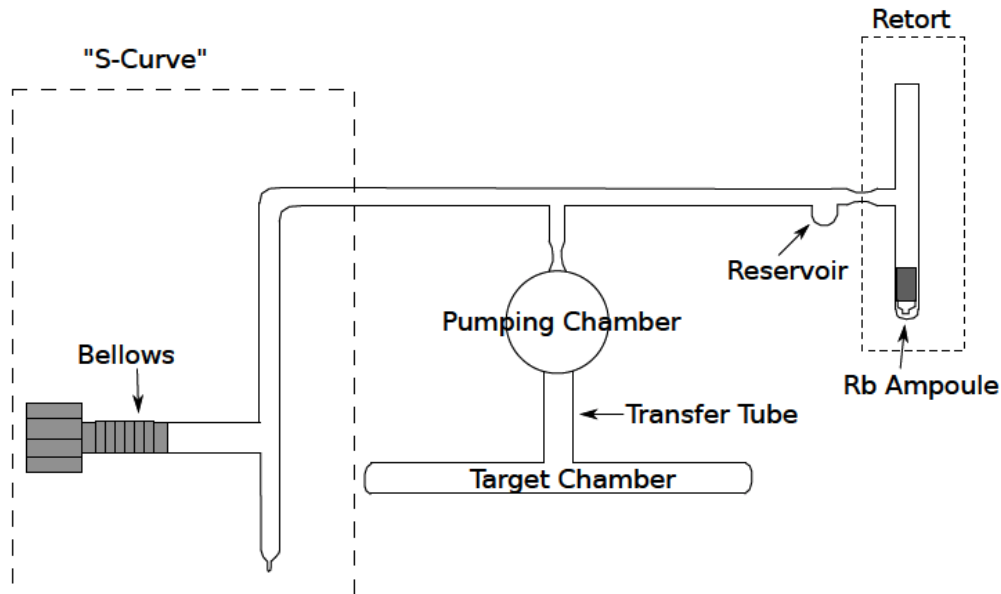 Retort
"S-Curve"
Reservoir
Pumping Chamber
Bellows
Rb Ampoule
Transfer Tube
Target Chamber